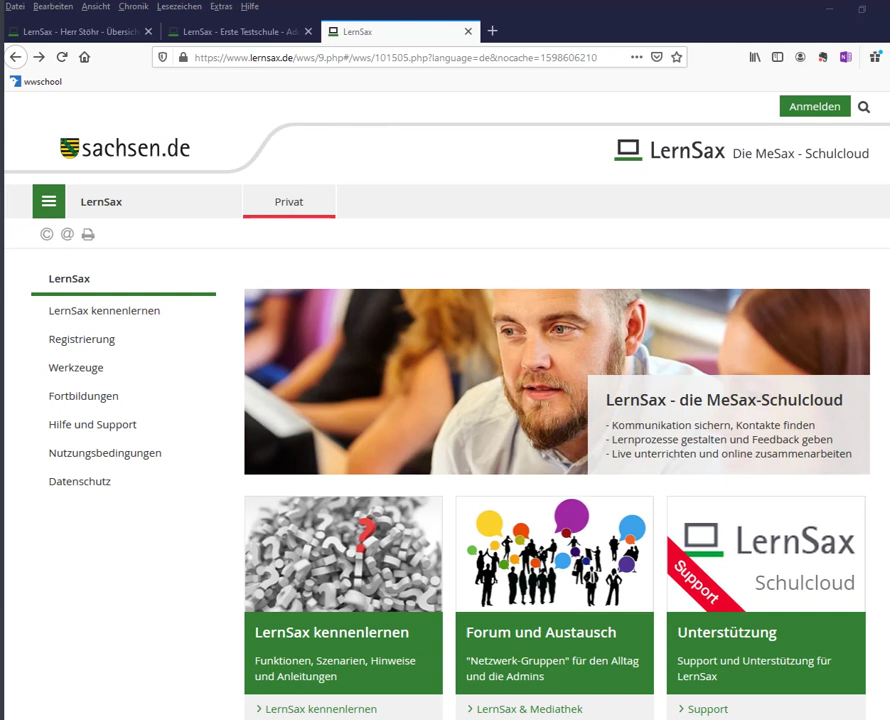 Datei Bearbeiten Ansicht Chronik Lesezeichen Extras Hilfe
LernSax - Herr Stöhr - Übersich
LernSax - Erste Testschule - Ad
LernSax
https://www.lernsax.de/wws/9.php#/wws/101505.php?language=de&nocache=1598606210
wwschool
Anmelden
sachsen.de
LernSax Die MeSax - Schulcloud
LernSax
Privat
LernSax
LernSax kennenlernen
Registrierung
Werkzeuge
Fortbildungen
Hilfe und Support
Nutzungsbedingungen
Datenschutz
LernSax - die MeSax-Schulcloud
- Kommunikation sichern, Kontakte finden
- Lernprozesse gestalten und Feedback geben
- Live unterrichten und online zusammenarbeiten
LernSax kennenlernen
Funktionen, Szenarien, Hinweise
und Anleitungen
> LernSax kennenlernen
Forum und Austausch
"Netzwerk-Gruppen" für den Alltag
und die Admins
> LernSax & Mediathek
LernSax
Schulcloud
Support
Unterstützung
Support und Unterstützung für
LernSax
> Support